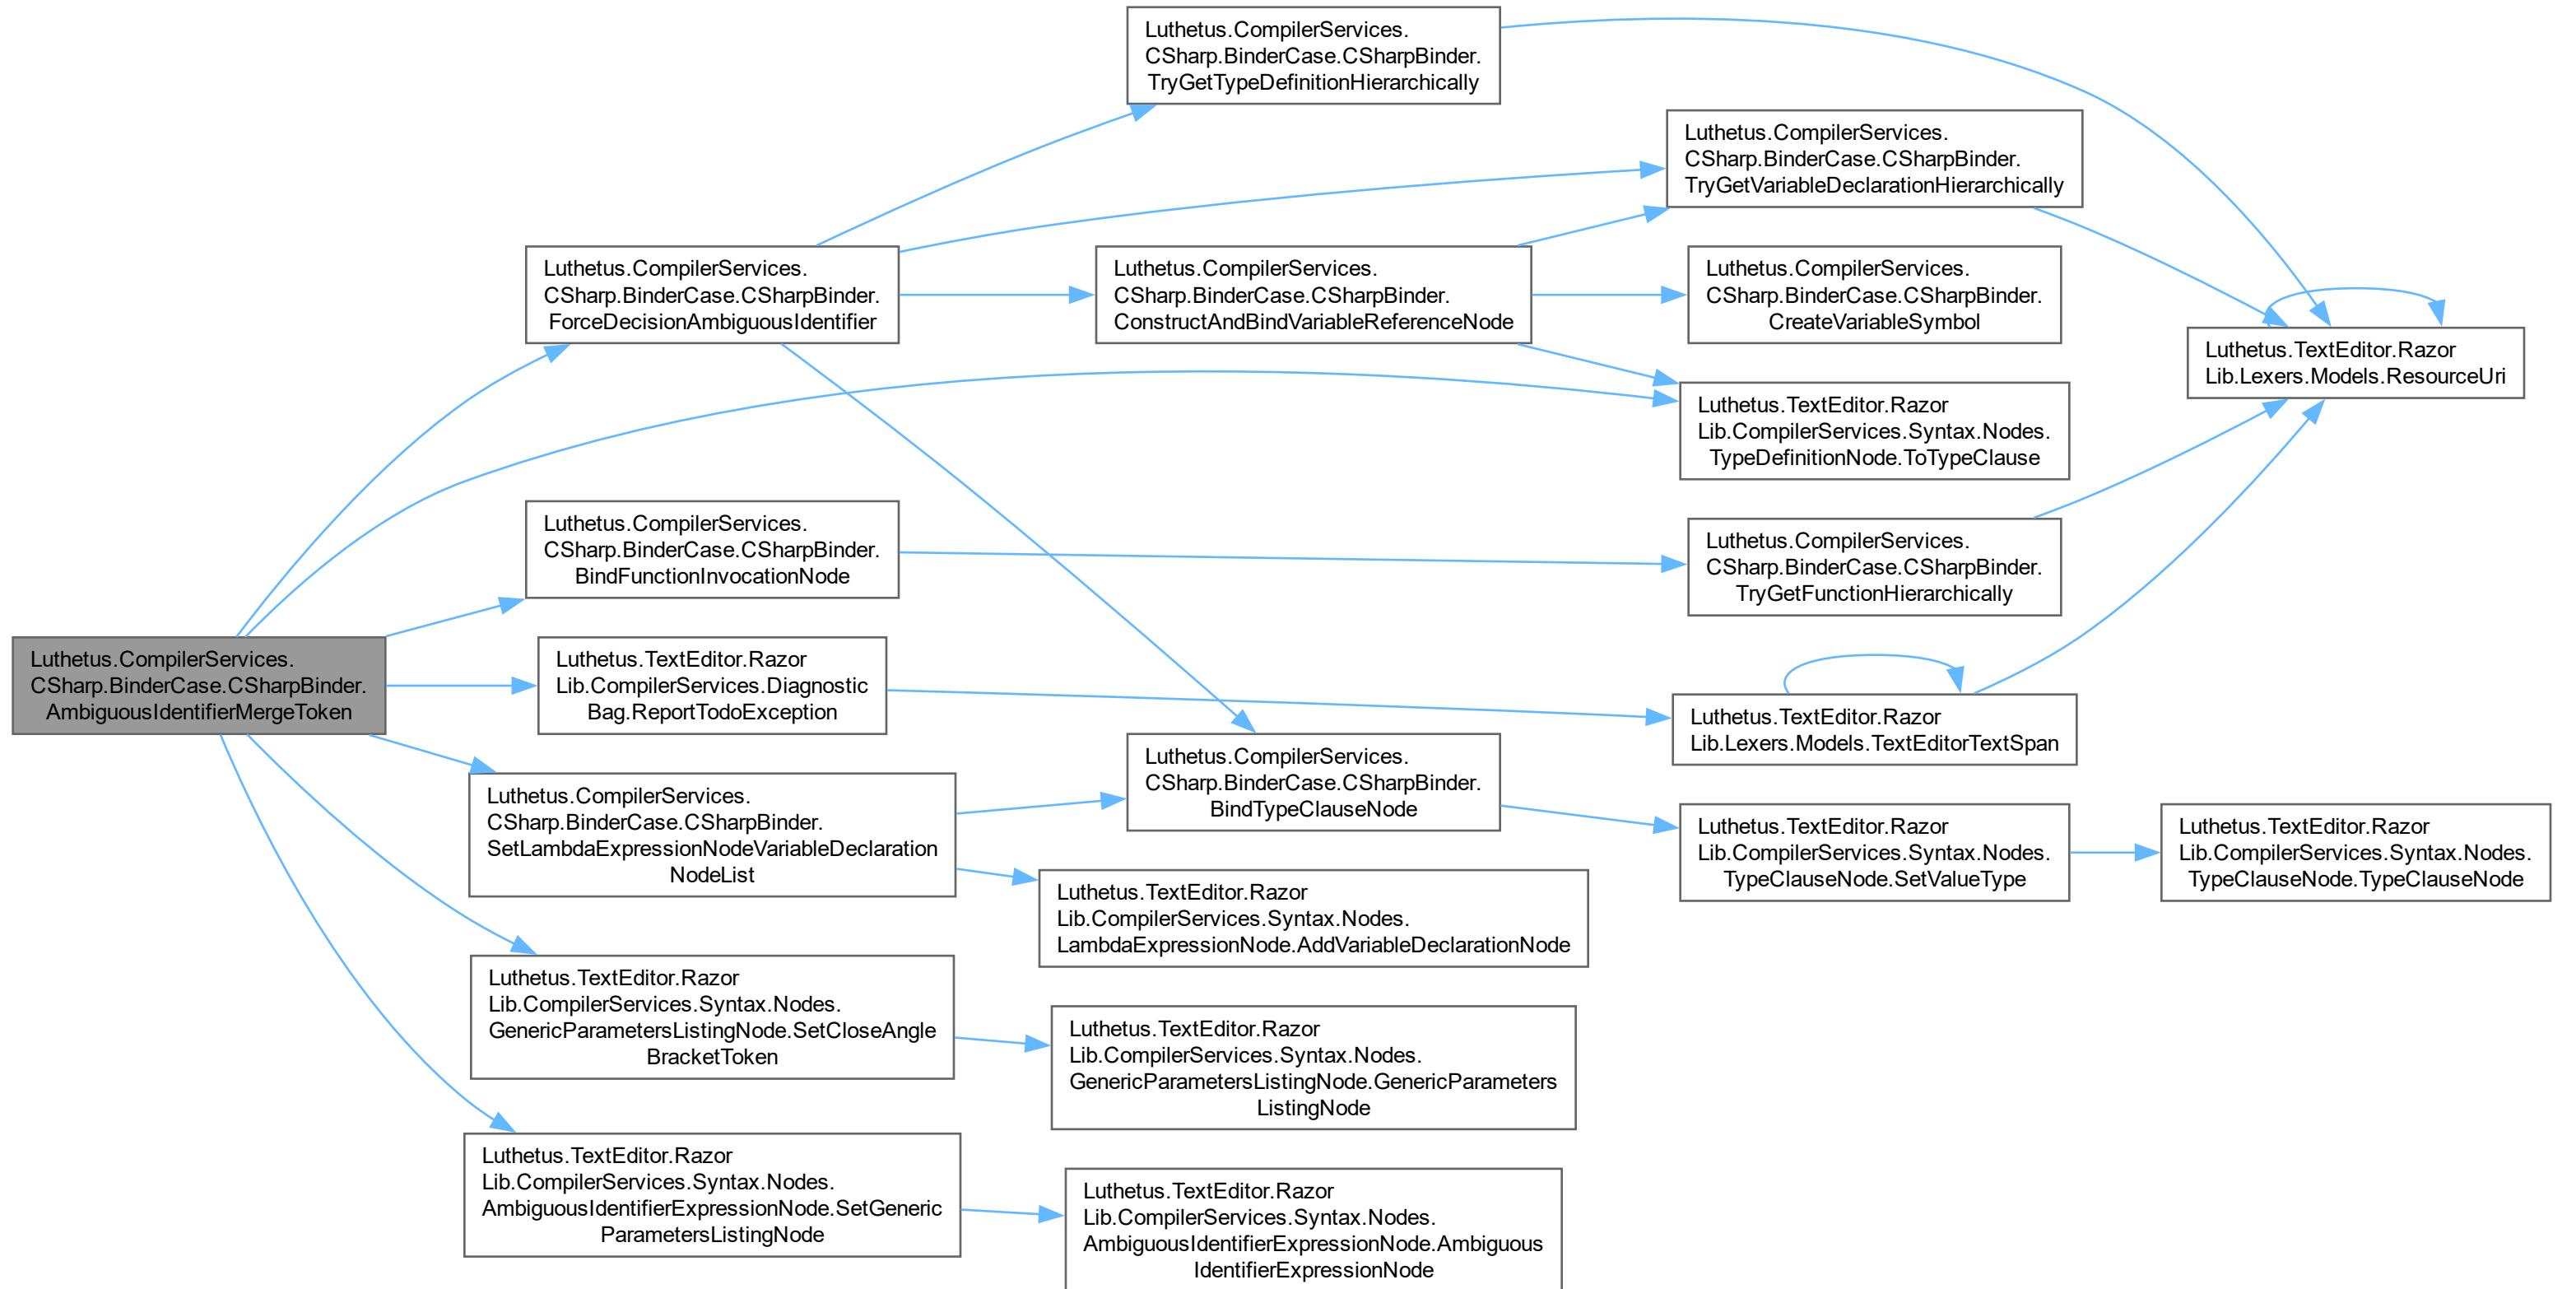 Luthetus.CompilerServices.
CSharp.BinderCase.CSharpBinder.
AmbiguousIdentifierMergeToken
Luthetus.CompilerServices.
CSharp.BinderCase.CSharpBinder.
ForceDecisionAmbiguousIdentifier
Luthetus.CompilerServices.
CSharp.BinderCase.CSharpBinder.
BindFunctionInvocationNode
Luthetus.TextEditor.Razor
Lib.CompilerServices.Diagnostic
Bag.ReportTodoException
Luthetus.CompilerServices.
CSharp.BinderCase.CSharpBinder.
SetLambdaExpressionNodeVariableDeclaration
NodeList
Luthetus.TextEditor.Razor
Lib.CompilerServices.Syntax.Nodes.
GenericParametersListingNode.SetCloseAngle
BracketToken
Luthetus.TextEditor.Razor
Lib.CompilerServices.Syntax.Nodes.
AmbiguousIdentifierExpressionNode.SetGeneric
ParametersListingNode
Luthetus.CompilerServices.
CSharp.BinderCase.CSharpBinder.
TryGetTypeDefinitionHierarchically
Luthetus.CompilerServices.
CSharp.BinderCase.CSharpBinder.
ConstructAndBindVariableReferenceNode
Luthetus.CompilerServices.
CSharp.BinderCase.CSharpBinder.
BindTypeClauseNode
Luthetus.TextEditor.Razor
Lib.CompilerServices.Syntax.Nodes.
LambdaExpressionNode.AddVariableDeclarationNode
Luthetus.TextEditor.Razor
Lib.CompilerServices.Syntax.Nodes.
GenericParametersListingNode.GenericParameters
ListingNode
Luthetus.TextEditor.Razor
Lib.CompilerServices.Syntax.Nodes.
AmbiguousIdentifierExpressionNode.Ambiguous
IdentifierExpressionNode
Luthetus.CompilerServices.
CSharp.BinderCase.CSharpBinder.
TryGetVariableDeclarationHierarchically
Luthetus.CompilerServices.
CSharp.BinderCase.CSharpBinder.
CreateVariableSymbol
Luthetus.TextEditor.Razor
Lib.CompilerServices.Syntax.Nodes.
TypeDefinitionNode.ToTypeClause
Luthetus.CompilerServices.
CSharp.BinderCase.CSharpBinder.
TryGetFunctionHierarchically
Luthetus.TextEditor.Razor
Lib.Lexers.Models.TextEditorTextSpan
Luthetus.TextEditor.Razor
Lib.CompilerServices.Syntax.Nodes.
TypeClauseNode.SetValueType
Luthetus.TextEditor.Razor
Lib.Lexers.Models.ResourceUri
Luthetus.TextEditor.Razor
Lib.CompilerServices.Syntax.Nodes.
TypeClauseNode.TypeClauseNode